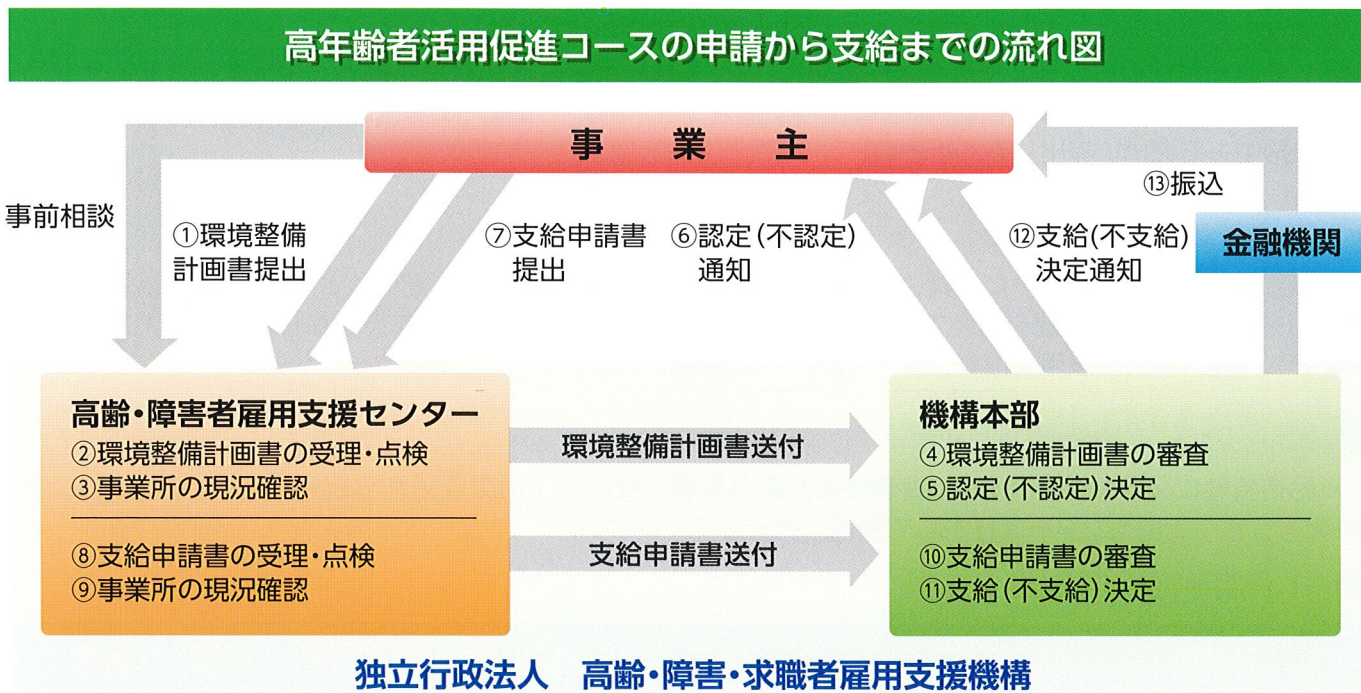 高年齢者活用促進コースの申請から支給までの流れ図
事業主
事前相談
①環境整備
計画書提出
⑦支給申請書
提出
⑥認定(不認定)
通知
⑫支給(不支給)
決定通知
⑬振込
金融機関
高齢・障害者雇用支援センター
②環境整備計画書の受理・点検
③事業所の現況確認
⑧支給申請書の受理・点検
⑨事業所の現況確認
環境整備計画書送付
支給申請書送付
機構本部
④環境整備計画書の審査
⑤認定(不認定)決定
⑩支給申請書の審査
⑪支給(不支給)決定
独立行政法人 高齢・障害・求職者雇用支援機構